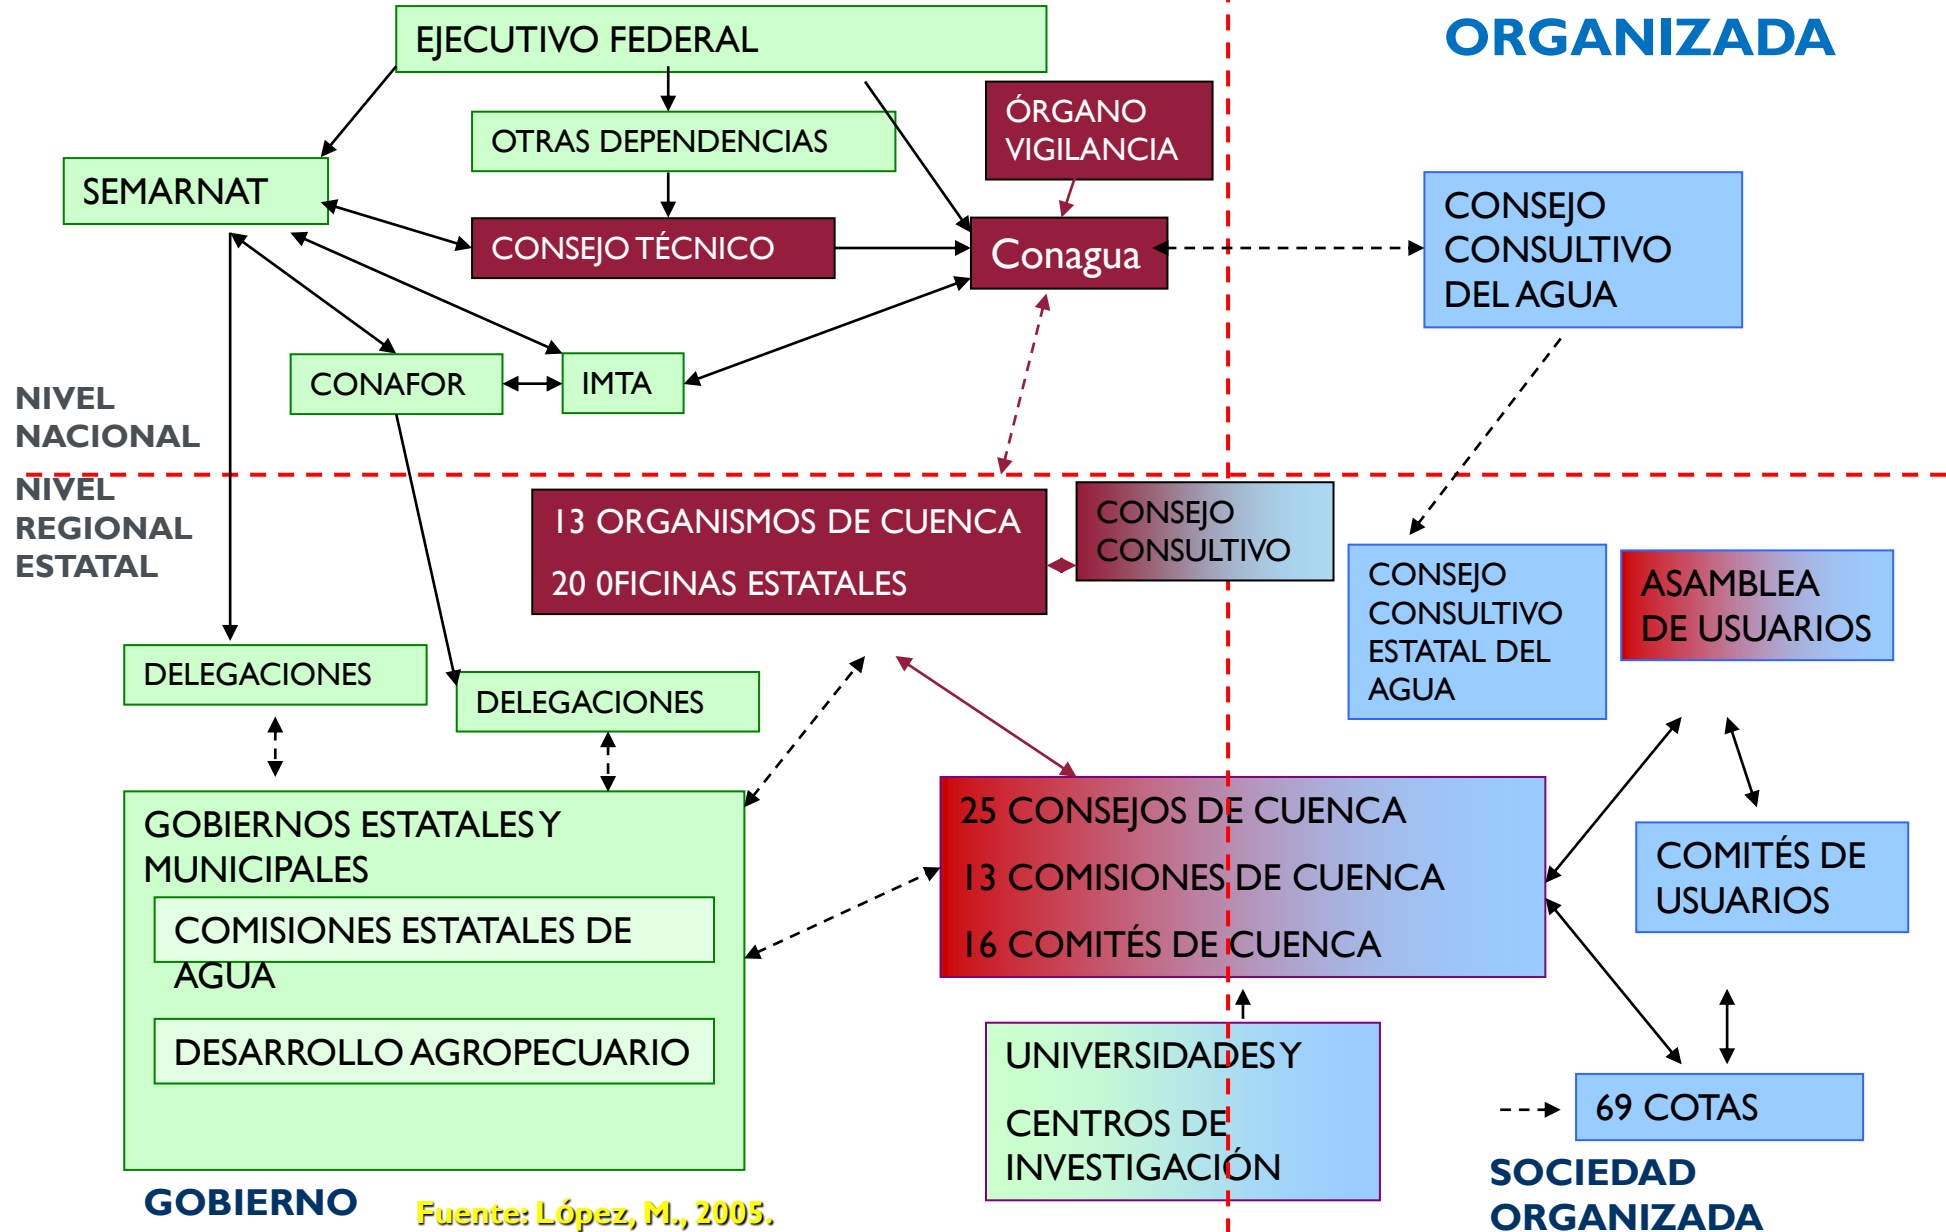 ORGANIZADA
EJECUTIVO FEDERAL
OTRAS DEPENDENCIAS
ÓRGANO
VIGILANCIA
SEMARNAT
CONSEJO TÉCNICO
Conagua
CONSEJO
CONSULTIVO
DEL AGUA
CONAFOR
IMTA
NIVEL
NACIONAL
NIVEL
REGIONAL
ESTATAL
13 ORGANISMOS DE CUENCA
20 0FICINAS ESTATALES
CONSEJO
CONSULTIVO
CONSEJO
CONSULTIVO
ESTATAL DEL
AGUA
ASAMBLEA
DE USUARIOS
DELEGACIONES
DELEGACIONES
GOBIERNOS ESTATALES Y
MUNICIPALES
COMISIONES ESTATALES DE
AGUA
DESARROLLO AGROPECUARIO
25 CONSEJOS DE CUENCA
13 COMISIONES DE CUENCA
16 COMITÉS DE CUENCA
COMITÉS DE
USUARIOS
UNIVERSIDADES Y
CENTROS DE
INVESTIGACIÓN
69 COTAS
GOBIERNO
Fuente: López, M., 2005.
SOCIEDAD
ORGANIZADA